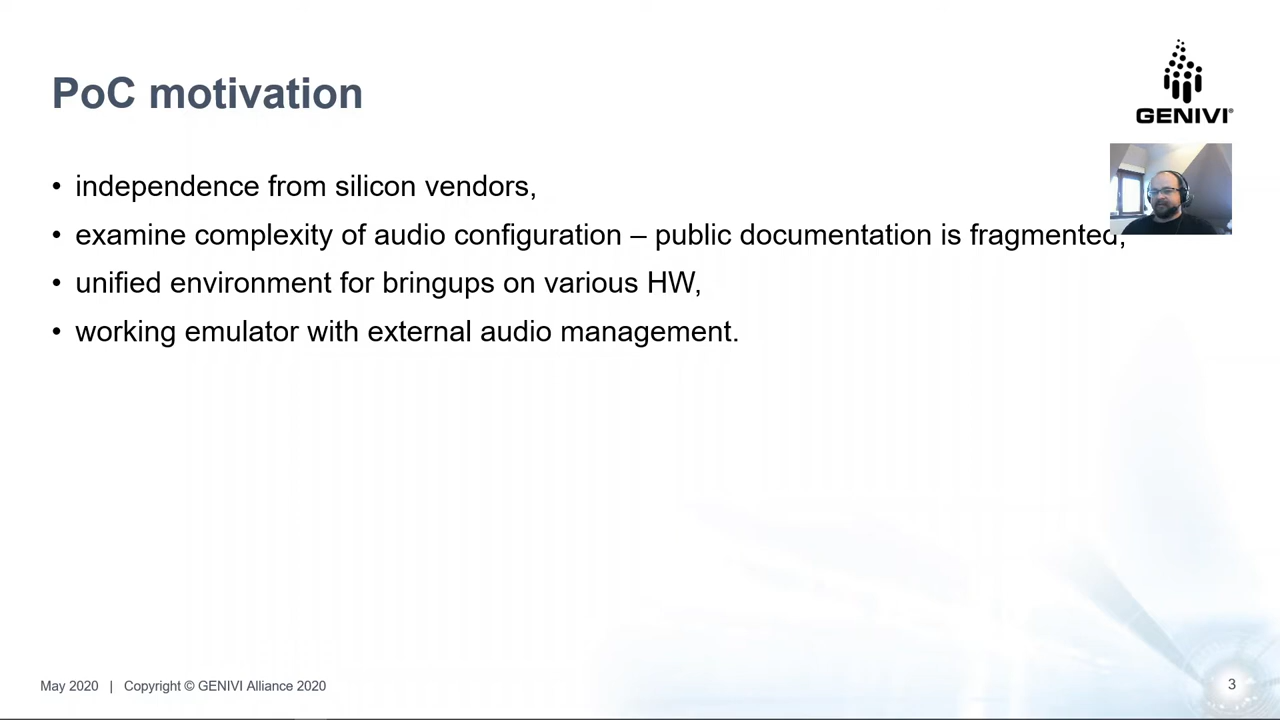 PoC motivation
GENIVI®
• independence from silicon vendors,
• examine complexity of audio configuration – public documentation is fragmented,
• unified environment for bringups on various HW,
• working emulator with external audio management.
May 2020 | Copyright © GENIVI Alliance 2020
3